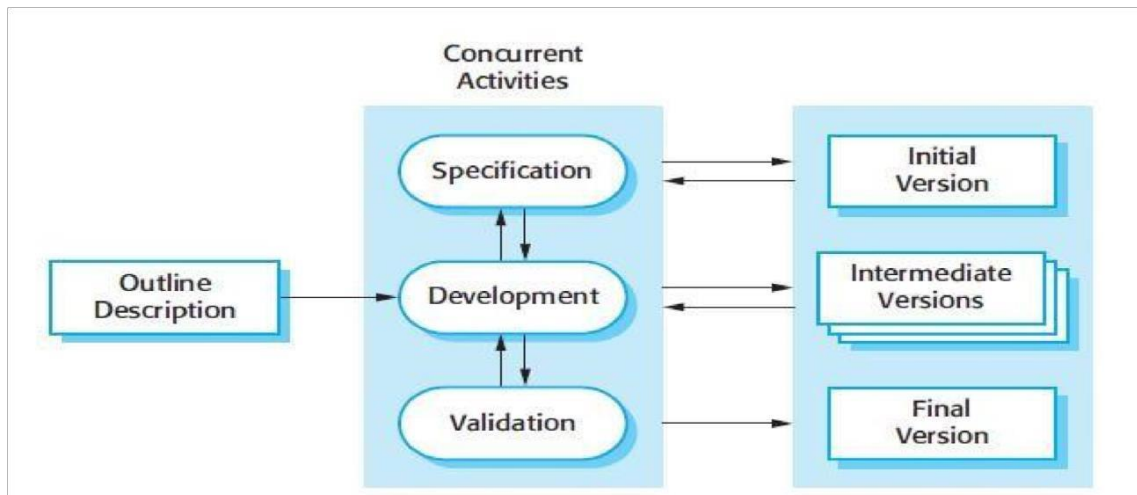 Concurrent
Activities
Specification
Initial
Version
Outline
Description
Development
Intermediate
Versions
Validation
Final
Version